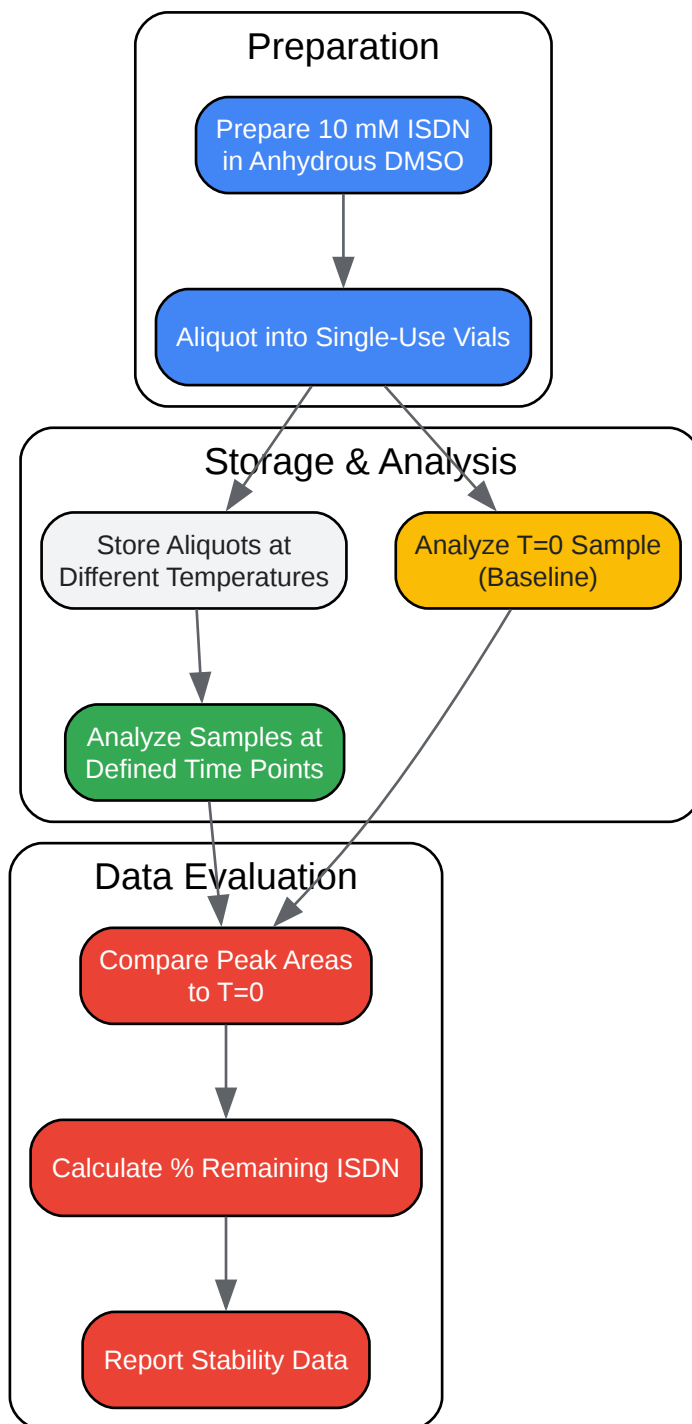 Preparation
Prepare 10 mM ISDN
in Anhydrous DMSO
Aliquot into Single-Use Vials
Storage & Analysis
Store Aliquots at
Different Temperatures
Analyze T=0 Sample
(Baseline)
Analyze Samples at
Defined Time Points
Data Evaluation
Compare Peak Areas
to T=0
Calculate % Remaining ISDN
Report Stability Data